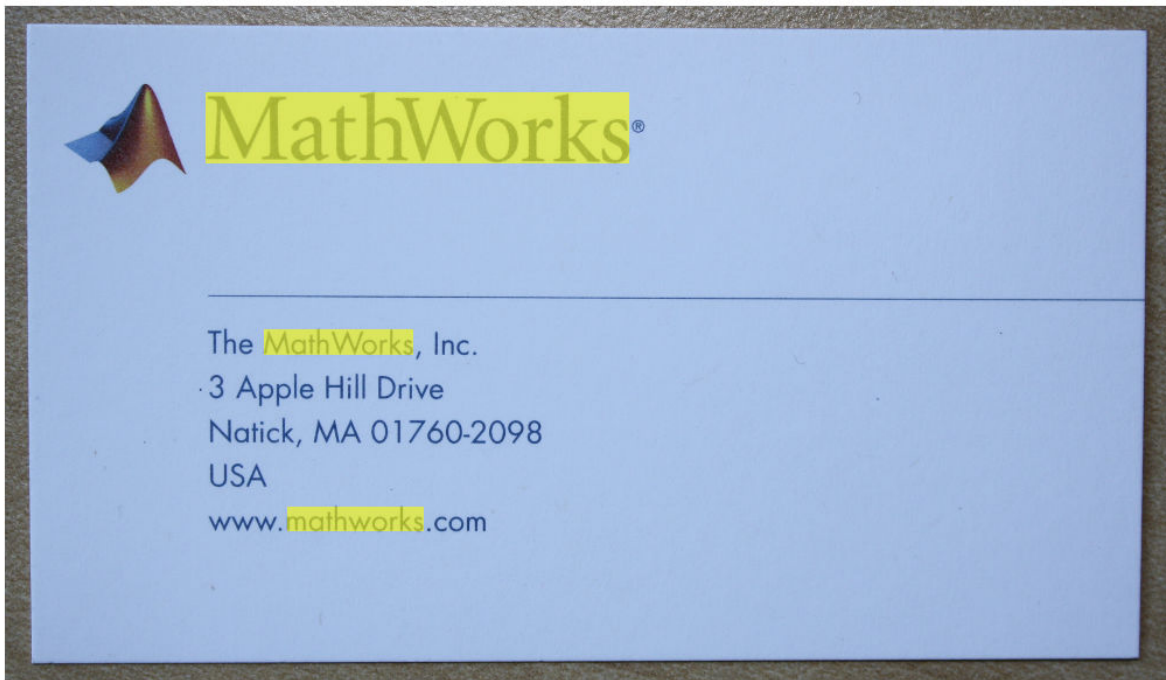 MathWorks®
The MathWorks, Inc.
3 Apple Hill Drive
Natick, MA 01760-2098
USA
www.mathworks.com